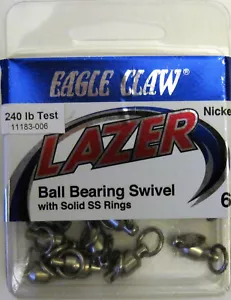 EAGLE CLAW®
240 lb Test
11183-006
Nicke
LAZER
Ball Bearing Swivel
with Solid SS Rings
6